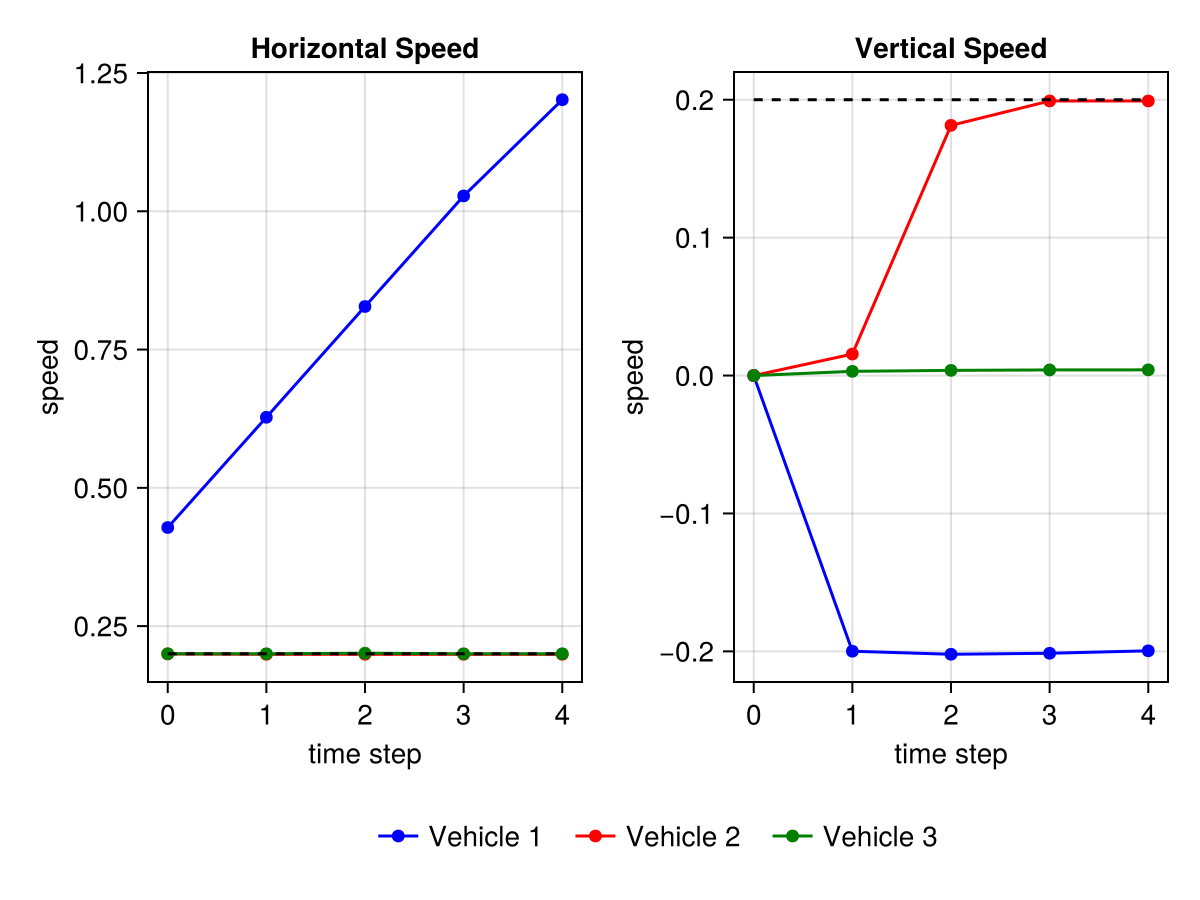 Horizontal Speed
1.25
1.00
0.75
0.50
0.25
speed
0 1 2 3 4
time step
Vertical Speed
0.2
0.1
0.0
−0.1
−0.2
speed
0 1 2 3 4
time step
Vehicle 1 Vehicle 2 Vehicle 3